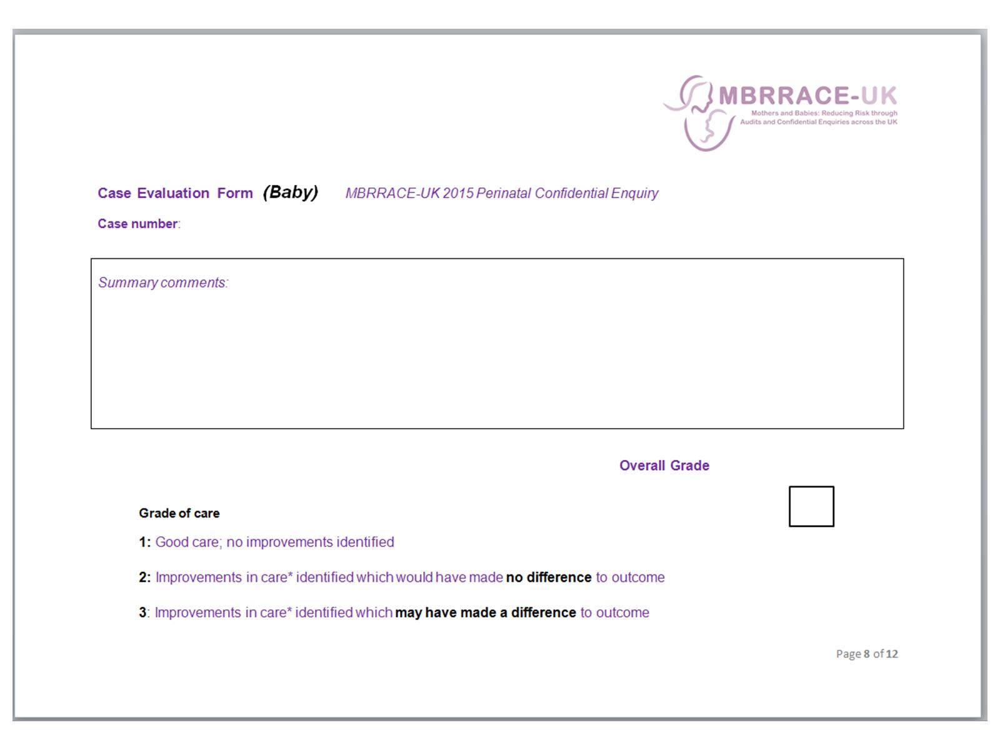 MBRRACE-UK
Mothers and Babies: Reducing Risk through
Audits and Confidential Enquiries across the UK
Case Evaluation Form (Baby) MBRRACE-UK 2015 Perinatal Confidential Enquiry
Case number:
Summary comments:
Overall Grade
Grade of care
1: Good care; no improvements identified
2: Improvements in care* identified which would have made no difference to outcome
3: Improvements in care* identified which may have made a difference to outcome
Page 8 of 12